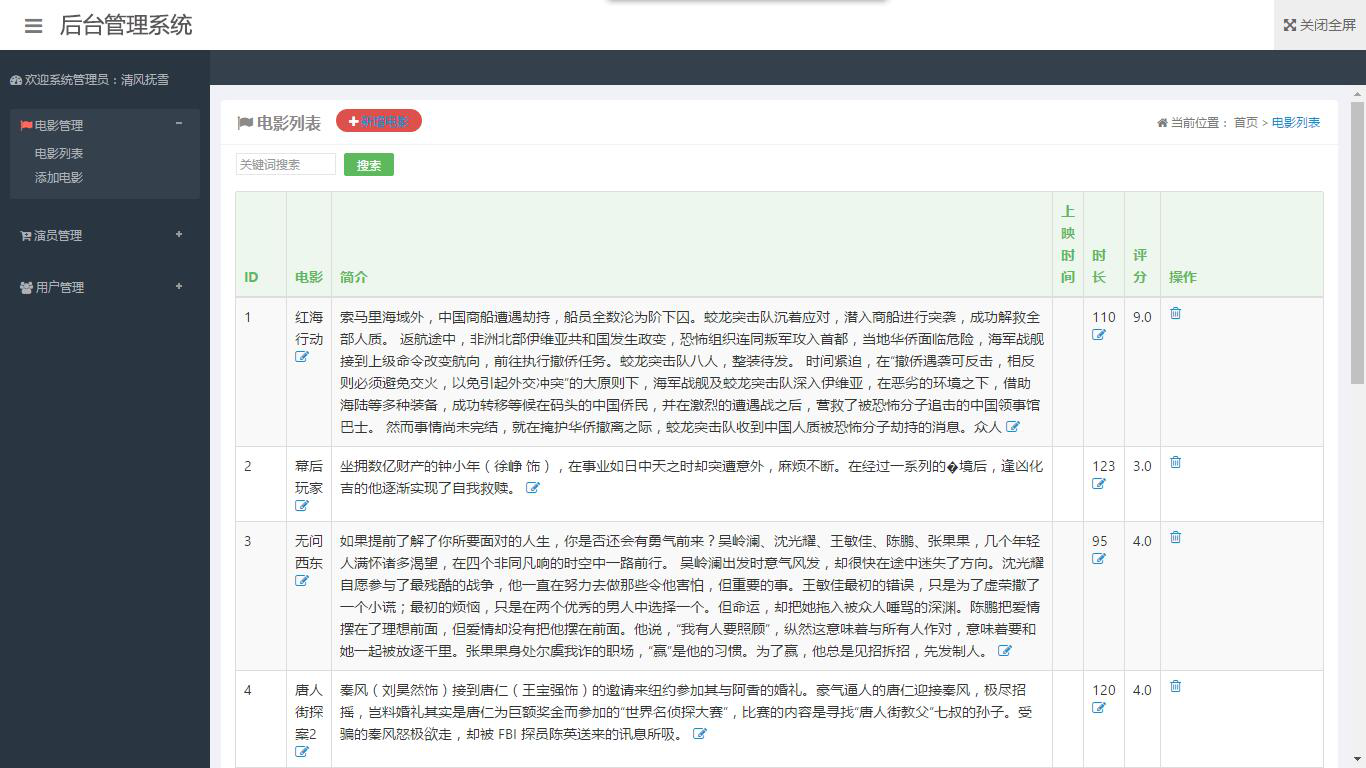 后台管理系统
关闭全屏
欢迎系统管理员：清风抚雪
电影管理
电影列表
添加电影
演员管理
用户管理
电影列表
新增电影
当前位置： 首页 > 电影列表
关键词搜索
搜索
ID 电影 简介 上映时间 时长 评分 操作
1
红海
行动
索马里海域外，中国商船遭遇劫持，船员全数沦为阶下囚。蛟龙突击队沉着应对，潜入商船进行突袭，成功解救全
部人质。 返航途中，非洲北部伊维亚共和国发生政变，恐怖组织连同叛军攻入首都，当地华侨面临危险，海军战舰
接到上级命令改变航向，前往执行撤侨任务。蛟龙突击队八人，整装待发。 时间紧迫，在“撤侨遇袭可反击，相反
则必须避免交火，以免引起外交冲突”的大原则下，海军战舰及蛟龙突击队深入伊维亚，在恶劣的环境之下，借助
海陆等多种装备，成功转移等候在码头的中国侨民，并在激烈的遭遇战之后，营救了被恐怖分子追击的中国领事馆
巴士。 然而事情尚未完结，就在掩护华侨撤离之际，蛟龙突击队收到中国人质被恐怖分子劫持的消息。众人
110
9.0
2
幕后
玩家
坐拥数亿财产的钟小年（徐峥 饰），在事业如日中天之时却突遭意外，麻烦不断。在经过一系列的�境后，逢凶化
吉的他逐渐实现了自我救赎。
123
3.0
3
无问
西东
如果提前了解了你所要面对的人生，你是否还会有勇气前来？吴岭澜、沈光耀、王敏佳、陈鹏、张果果，几个年轻
人满怀诸多渴望，在四个非同凡响的时空中一路前行。 吴岭澜出发时意气风发，却很快在途中迷失了方向。沈光耀
自愿参与了最残酷的战争，他一直在努力去做那些令他害怕，但重要的事。王敏佳最初的错误，只是为了虚荣撒了
一个小谎；最初的烦恼，只是在两个优秀的男人中选择一个。但命运，却把她拖入被众人唾骂的深渊。陈鹏把爱情
摆在了理想前面，但爱情却没有把他摆在前面。他说，“我有人要照顾”，纵然这意味着与所有人作对，意味着要和
她一起被放逐千里。张果果身处尔虞我诈的职场，“赢”是他的习惯。为了赢，他总是见招拆招，先发制人。
95
4.0
4
唐人
街探
案2
秦风（刘昊然饰）接到唐仁（王宝强饰）的邀请来纽约参加其与阿香的婚礼。豪气逼人的唐仁迎接秦风，极尽招
摇，岂料婚礼其实是唐仁为巨额奖金而参加的“世界名侦探大赛”，比赛的内容是寻找“唐人街教父”七叔的孙子。受
骗的秦风怒极欲走，却被 FBI 探员陈英送来的讯息所吸。
120
4.0